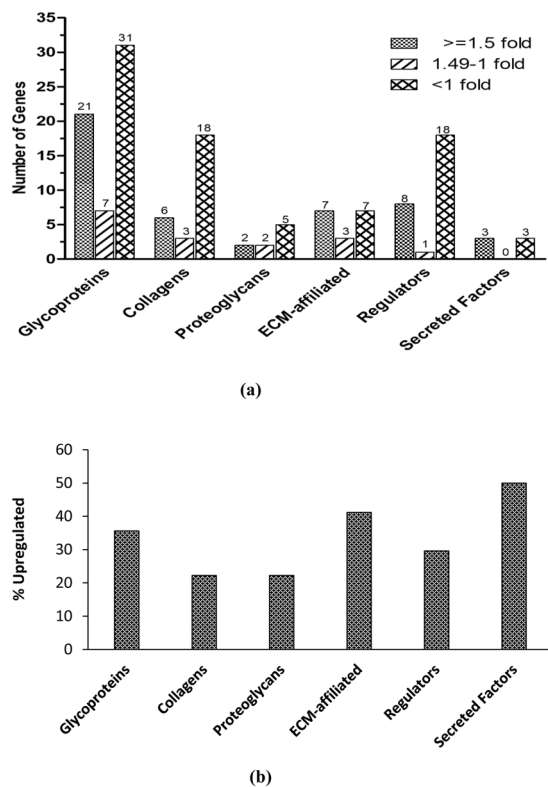 35
30
25
20
15
10
5
0
Number of Genes
>=1.5 fold
1.49-1 fold
<1 fold
21 7 31
6 3 18
2 2 5
7 3 7
8 1 18
3 0 3
Glycoproteins
Collagens
Proteoglycans
ECM-affiliated
Regulators
Secreted Factors
(a)
60
50
40
30
20
10
0
% Upregulated
Glycoproteins
Collagens
Proteoglycans
ECM-affiliated
Regulators
Secreted Factors
(b)